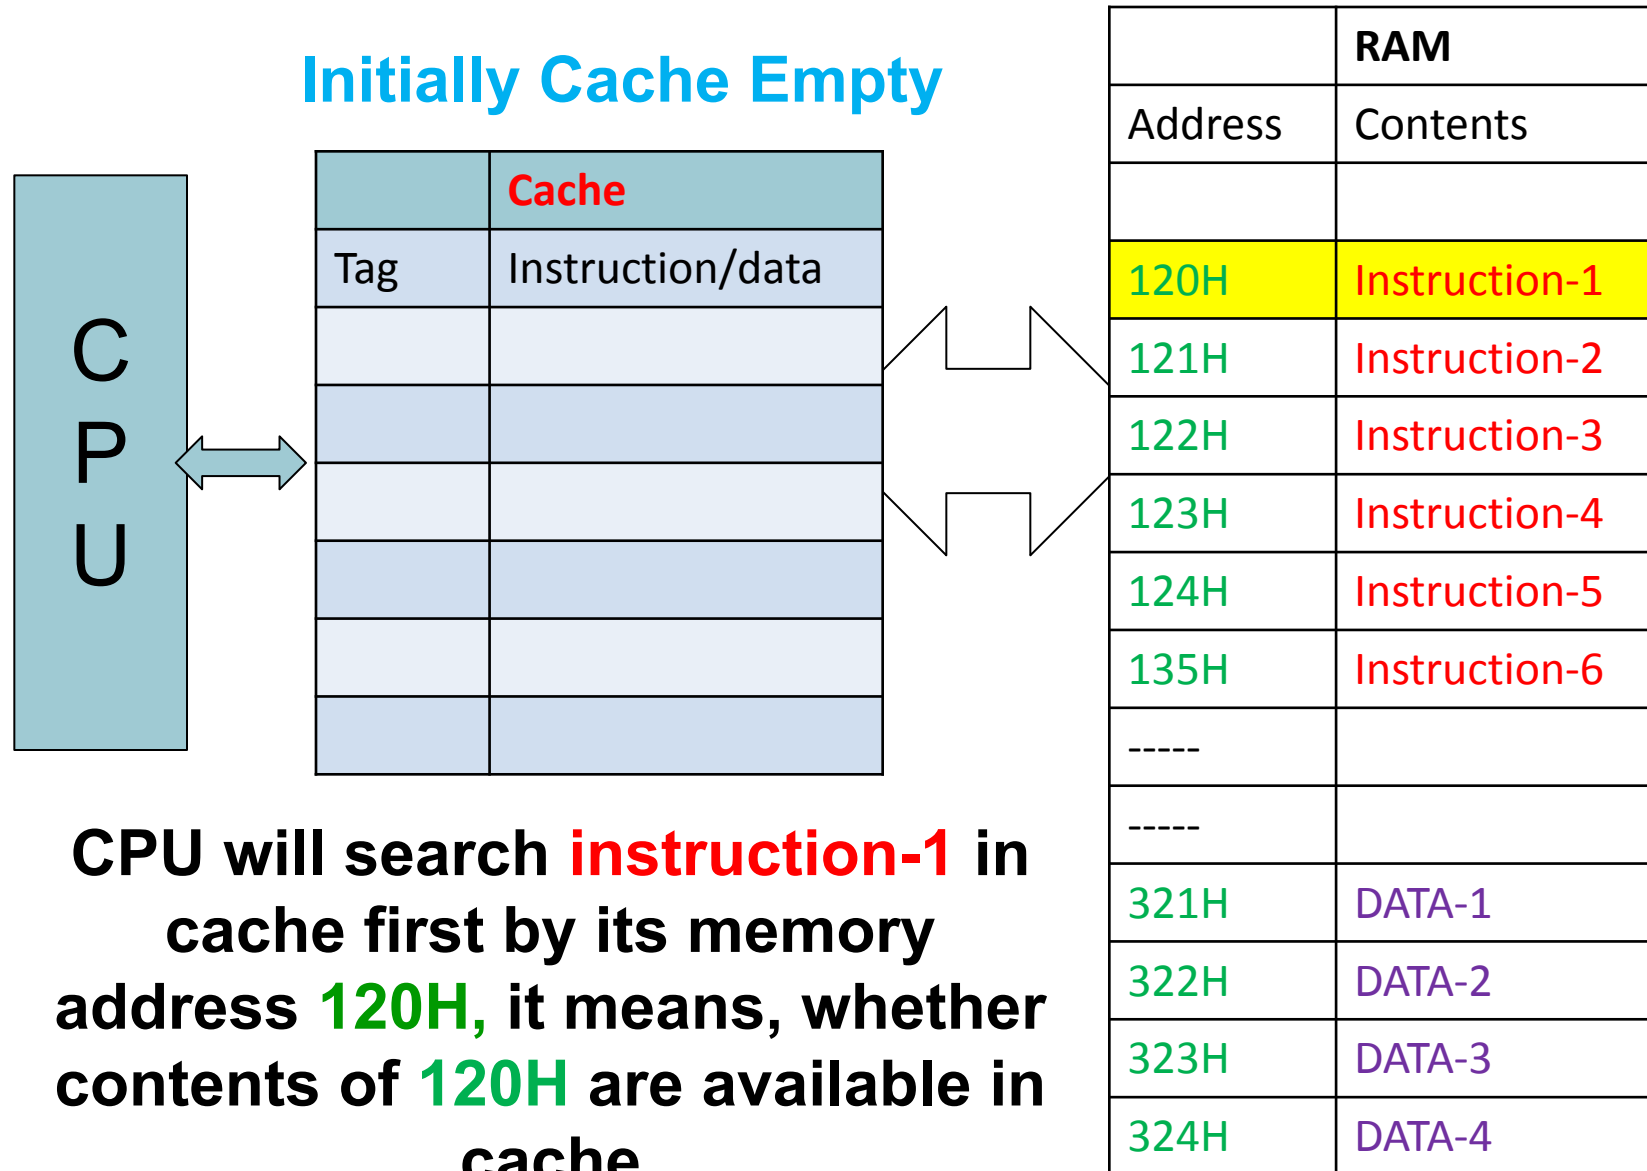 Initially Cache Empty
C
P
U
Cache
Tag Instruction/data
RAM
Address Contents
120H Instruction-1
121H Instruction-2
122H Instruction-3
123H Instruction-4
124H Instruction-5
135H Instruction-6
-----
-----
321H DATA-1
322H DATA-2
323H DATA-3
324H DATA-4
CPU will search instruction-1 in
cache first by its memory
address 120H, it means, whether
contents of 120H are available in
cache